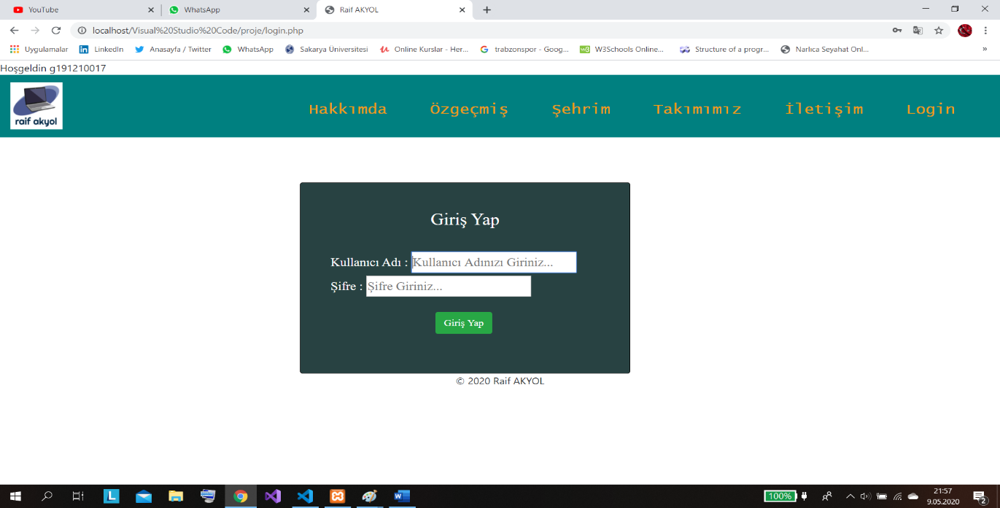 YouTube WhatsApp Raif AKYOL
localhost/Visual%20Studio%20Code/proje/login.php
Uygulamalar LinkedIn Anasayfa / Twitter WhatsApp Sakarya Üniversitesi Online Kurslar - Her... trabzonspor - Goog... W3Schools Online... Structure of a progr... Narlıca Seyahat Onl... »
Hoşgeldin g191210017
raif akyol
Hakkımda Özgeçmiş Şehrim Takımımız İletişim Login
Giriş Yap
Kullanıcı Adı : Kullanıcı Adınızı Giriniz...
Şifre : Şifre Giriniz...
Giriş Yap
© 2020 Raif AKYOL
100% 21:57
9.05.2020 2